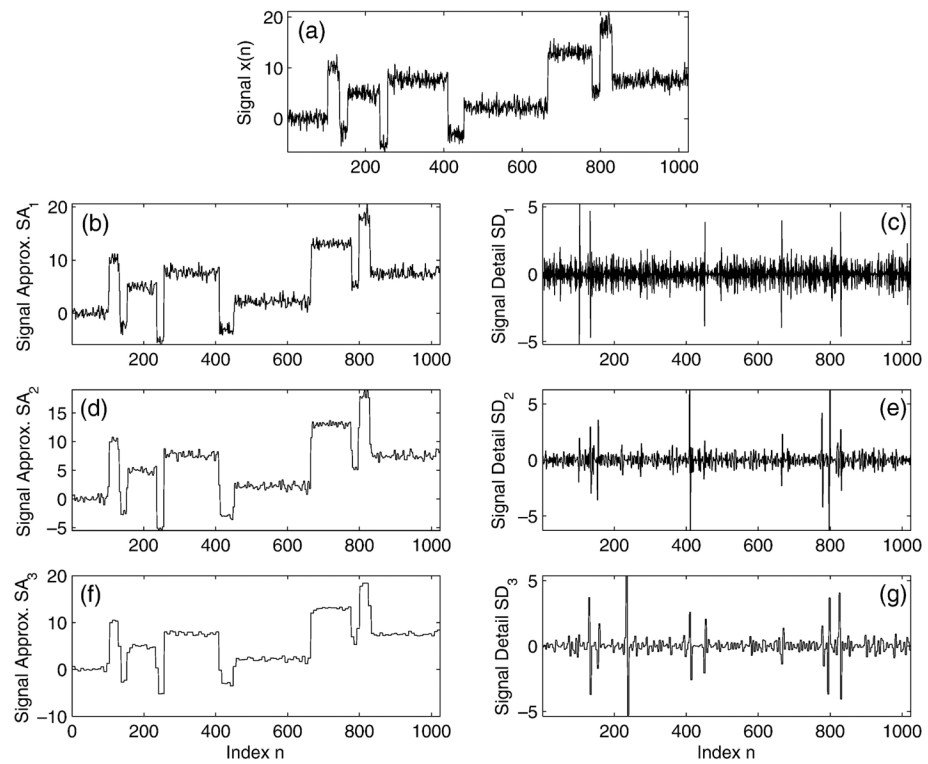 (a)
Signal x(n)
20
10
0
200 400 600 800 1000
(b)
Signal Approx. SA1
20
10
0
200 400 600 800 1000
(c)
Signal Detail SD1
5
0
−5
200 400 600 800 1000
(d)
Signal Approx. SA2
15
10
5
0
−5
200 400 600 800 1000
(e)
Signal Detail SD2
5
0
−5
200 400 600 800 1000
(f)
Signal Approx. SA3
20
10
0
−10
0 200 400 600 800 1000
Index n
(g)
Signal Detail SD3
5
0
−5
200 400 600 800 1000
Index n